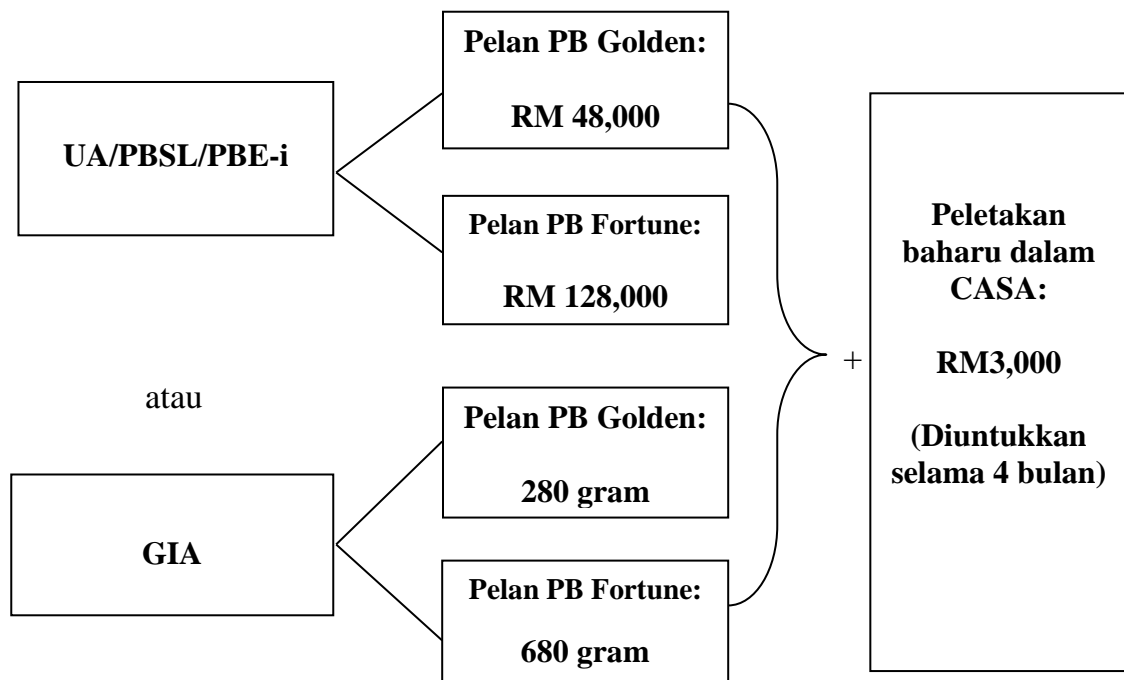 UA/PBSL/PBE-i
Pelan PB Golden:
RM 48,000
Pelan PB Fortune:
RM 128,000
atau
GIA
Pelan PB Golden:
280 gram
Pelan PB Fortune:
680 gram
+
Peletakan
baharu dalam
CASA:
RM3,000
(Diuntukkan
selama 4 bulan)